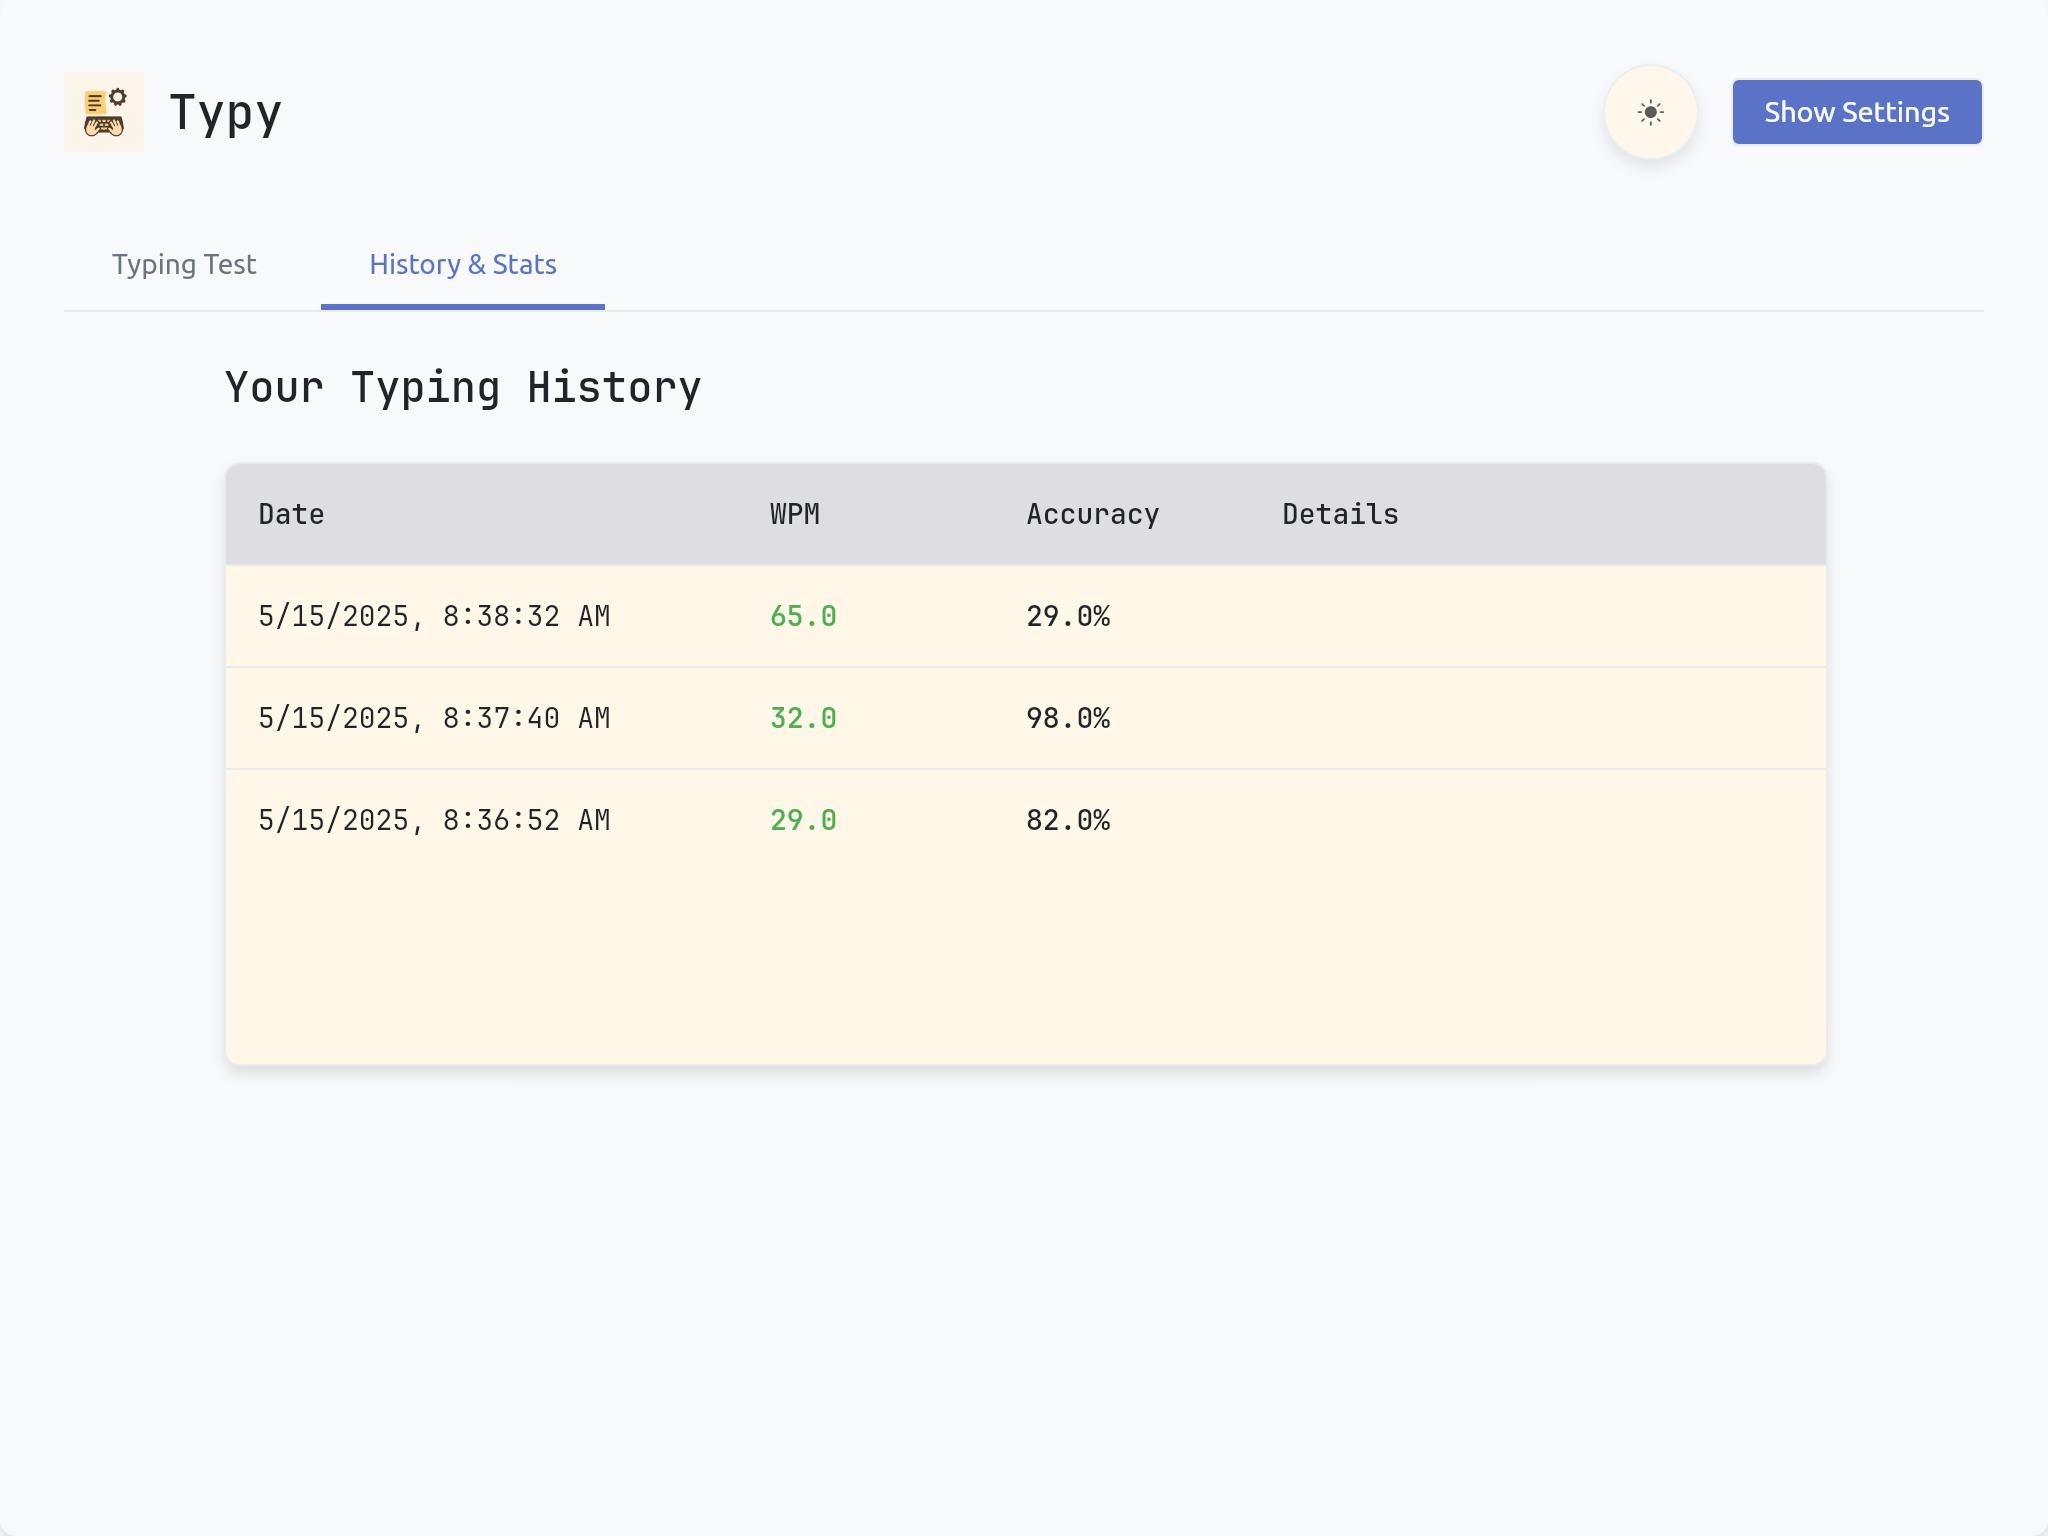 Typy
Show Settings
Typing Test
History & Stats
Your Typing History
Date WPM Accuracy Details
5/15/2025, 8:38:32 AM 65.0 29.0%
5/15/2025, 8:37:40 AM 32.0 98.0%
5/15/2025, 8:36:52 AM 29.0 82.0%